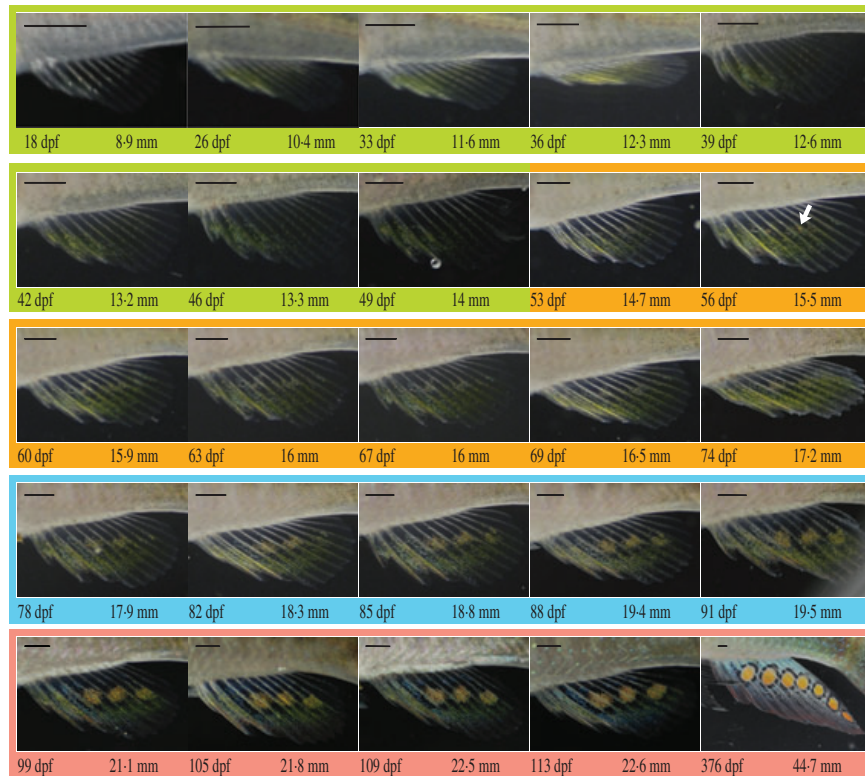 18 dpf 8·9 mm 26 dpf 10·4 mm 33 dpf 11·6 mm 36 dpf 12·3 mm 39 dpf 12·6 mm
42 dpf 13·2 mm 46 dpf 13·3 mm 49 dpf 14 mm 53 dpf 14·7 mm 56 dpf 15·5 mm
60 dpf 15·9 mm 63 dpf 16 mm 67 dpf 16 mm 69 dpf 16·5 mm 74 dpf 17·2 mm
78 dpf 17·9 mm 82 dpf 18·3 mm 85 dpf 18·8 mm 88 dpf 19·4 mm 91 dpf 19·5 mm
99 dpf 21·1 mm 105 dpf 21·8 mm 109 dpf 22·5 mm 113 dpf 22·6 mm 376 dpf 44·7 mm